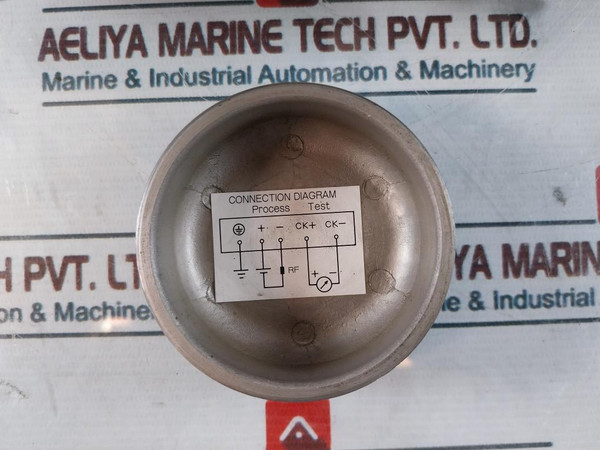 AELIYA MARINE TECH PVT. LTD.
Marine & Industrial Automation & Machinery
CONNECTION DIAGRAM
Process Test
+ − CK+ CK−
RF + −
H PVT. LT
YA MARINE
on & Machine
e & Industrial